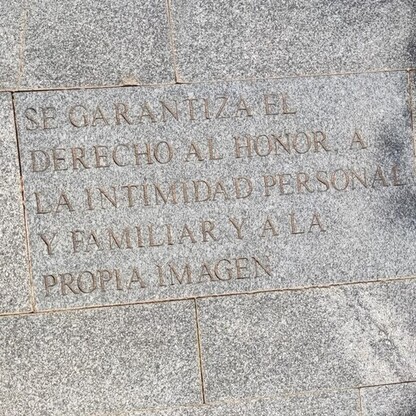 SE GARANTIZA EL
DERECHO AL HONOR, A
LA INTIMIDAD PERSONAL
Y FAMILIAR Y A LA
PROPIA IMAGEN